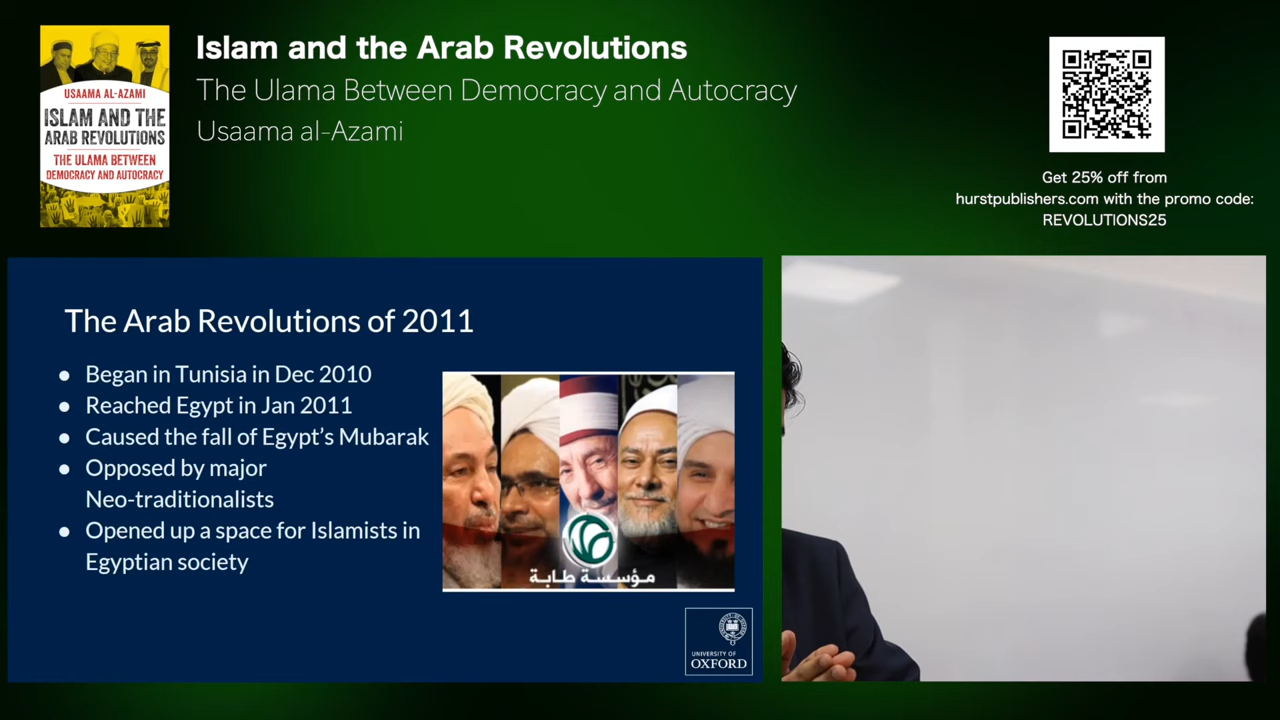 Islam and the Arab Revolutions
The Ulama Between Democracy and Autocracy
Usaama al-Azami
USAAMA AL-AZAMI
ISLAM AND THE
ARAB REVOLUTIONS
THE ULAMA BETWEEN
DEMOCRACY AND AUTOCRACY
Get 25% off from
hurstpublishers.com with the promo code:
REVOLUTIONS25
The Arab Revolutions of 2011
● Began in Tunisia in Dec 2010
● Reached Egypt in Jan 2011
● Caused the fall of Egypt’s Mubarak
● Opposed by major
Neo-traditionalists
● Opened up a space for Islamists in
Egyptian society
مؤسسة طابة
UNIVERSITY OF
OXFORD